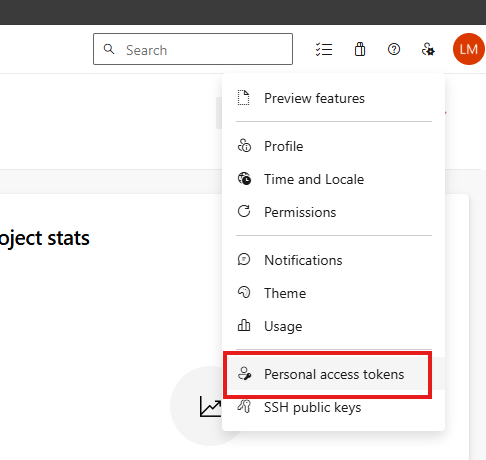 Search
LM
Preview features
Profile
Time and Locale
Permissions
oject stats
Notifications
Theme
Usage
Personal access tokens
SSH public keys